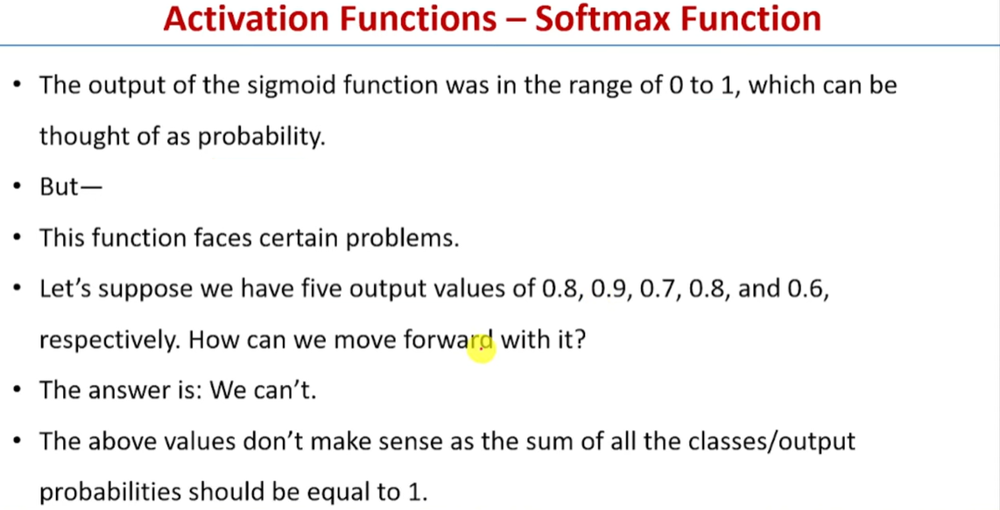 Activation Functions – Softmax Function
• The output of the sigmoid function was in the range of 0 to 1, which can be
thought of as probability.
• But—
• This function faces certain problems.
• Let’s suppose we have five output values of 0.8, 0.9, 0.7, 0.8, and 0.6,
respectively. How can we move forward with it?
• The answer is: We can’t.
• The above values don’t make sense as the sum of all the classes/output
probabilities should be equal to 1.